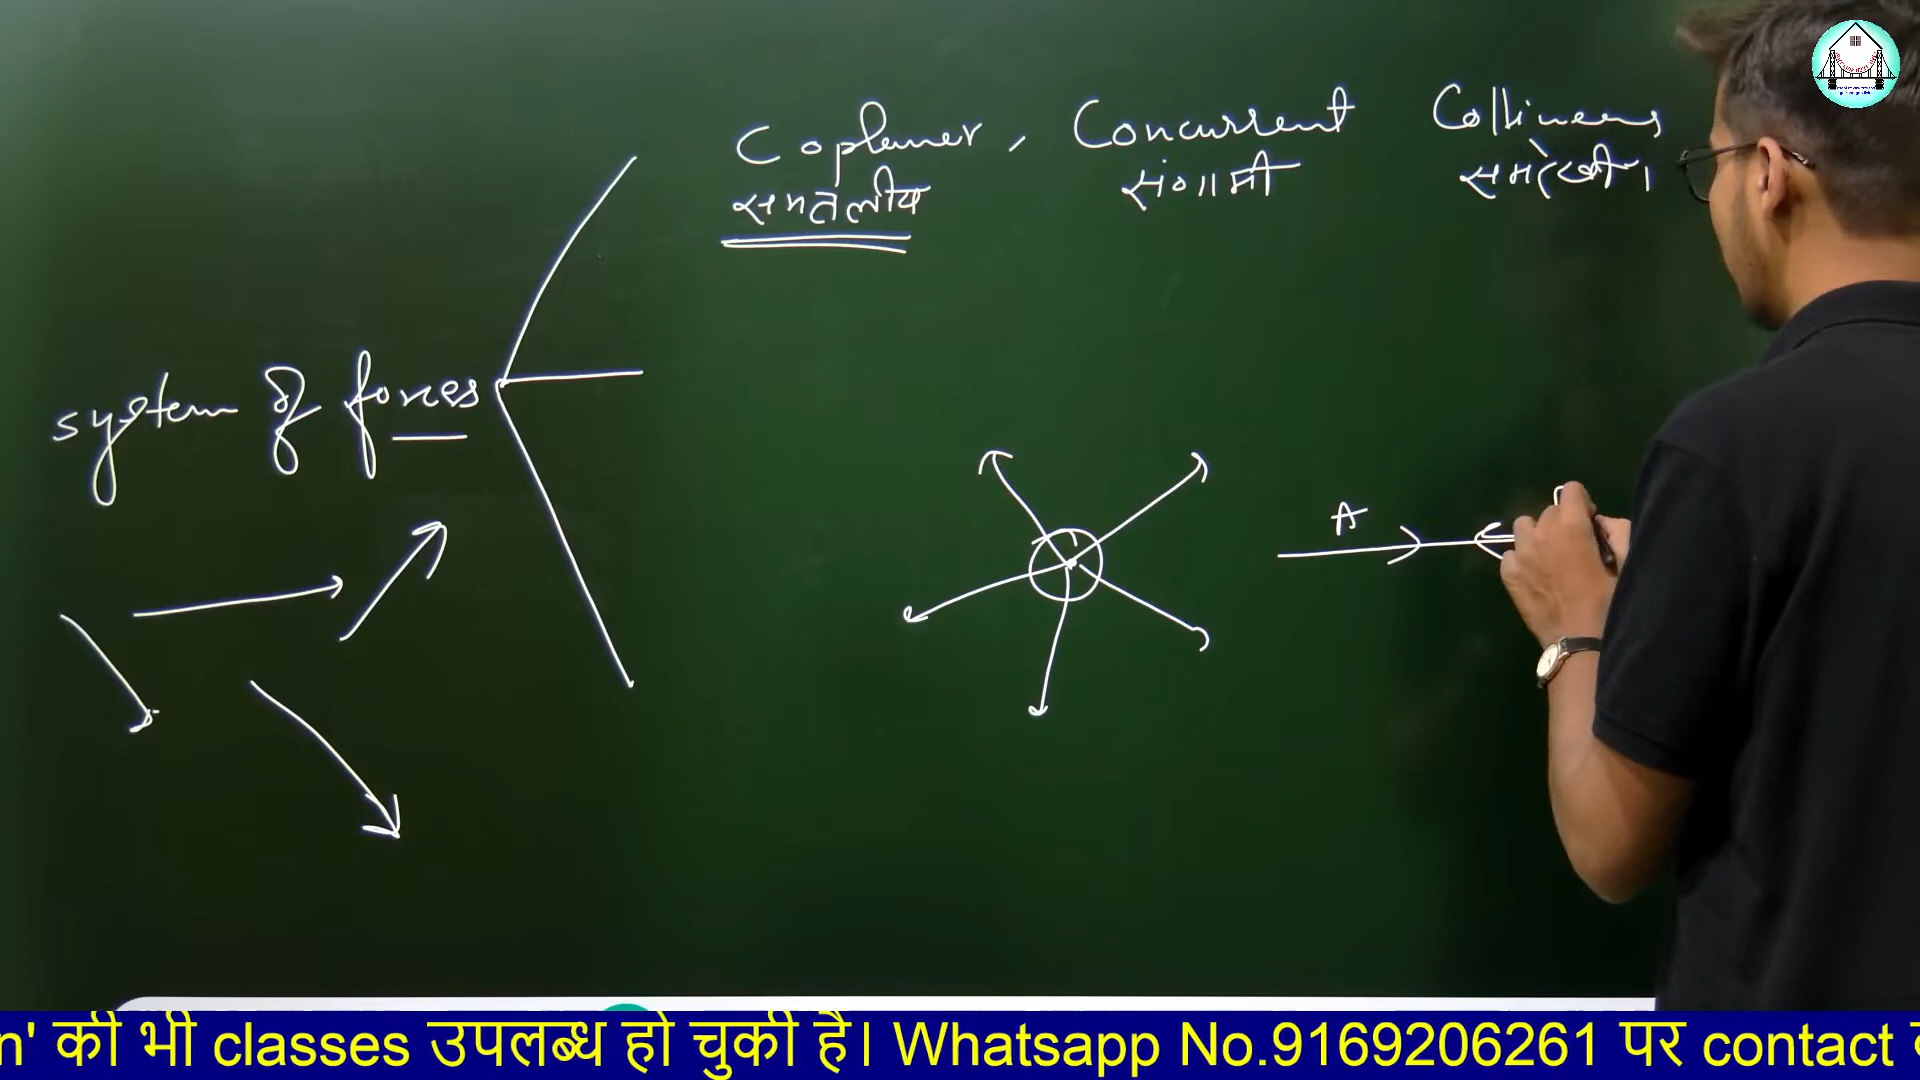 Coplaner, Concurrent Collinear
समतलीय संगामी समरेखीय
system of forces
A
n' की भी classes उपलब्ध हो चुकी है। Whatsapp No.9169206261 पर contact